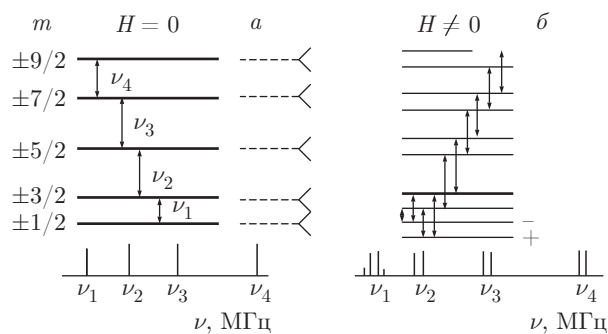 m H = 0 а H ≠ 0 б
±9/2
ν₄
±7/2
ν₃
±5/2
ν₂
±3/2
ν₁
±1/2
−
+
ν₁ ν₂ ν₃ ν₄ ν₁ ν₂ ν₃ ν₄
ν, МГц ν, МГц